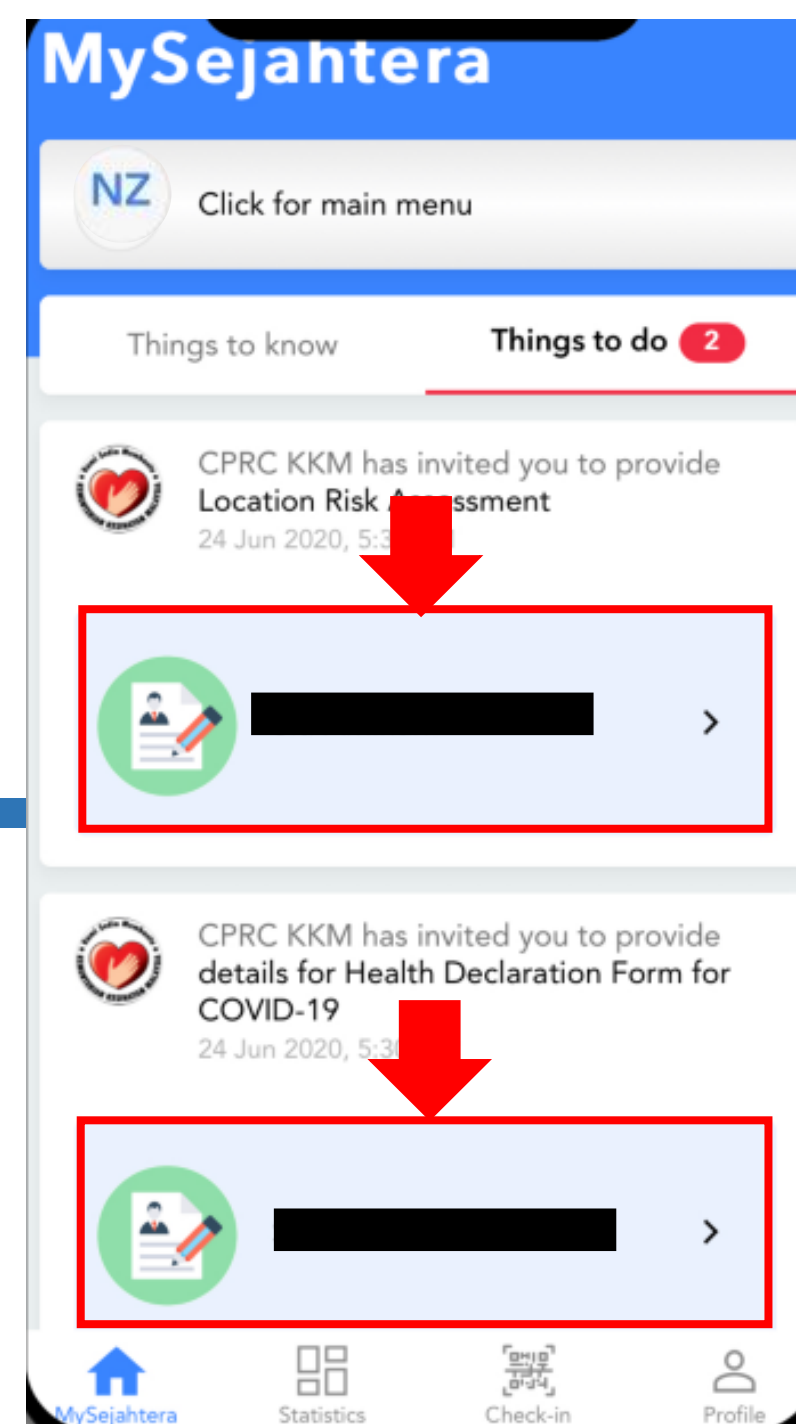 MySejahtera
NZ
Click for main menu
Things to know
Things to do 2
CPRC KKM has invited you to provide
Location Risk
24 Jun 2020,
CPRC KKM has invited you to provide
details for Health Declaration Form for
COVID-19
24 Jun 2020,
MySejahtera
Statistics
Check-in
Profile